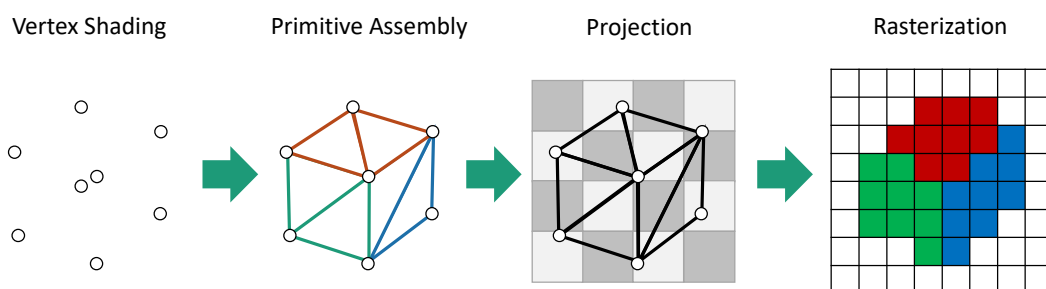 Vertex Shading
Primitive Assembly
Projection
Rasterization